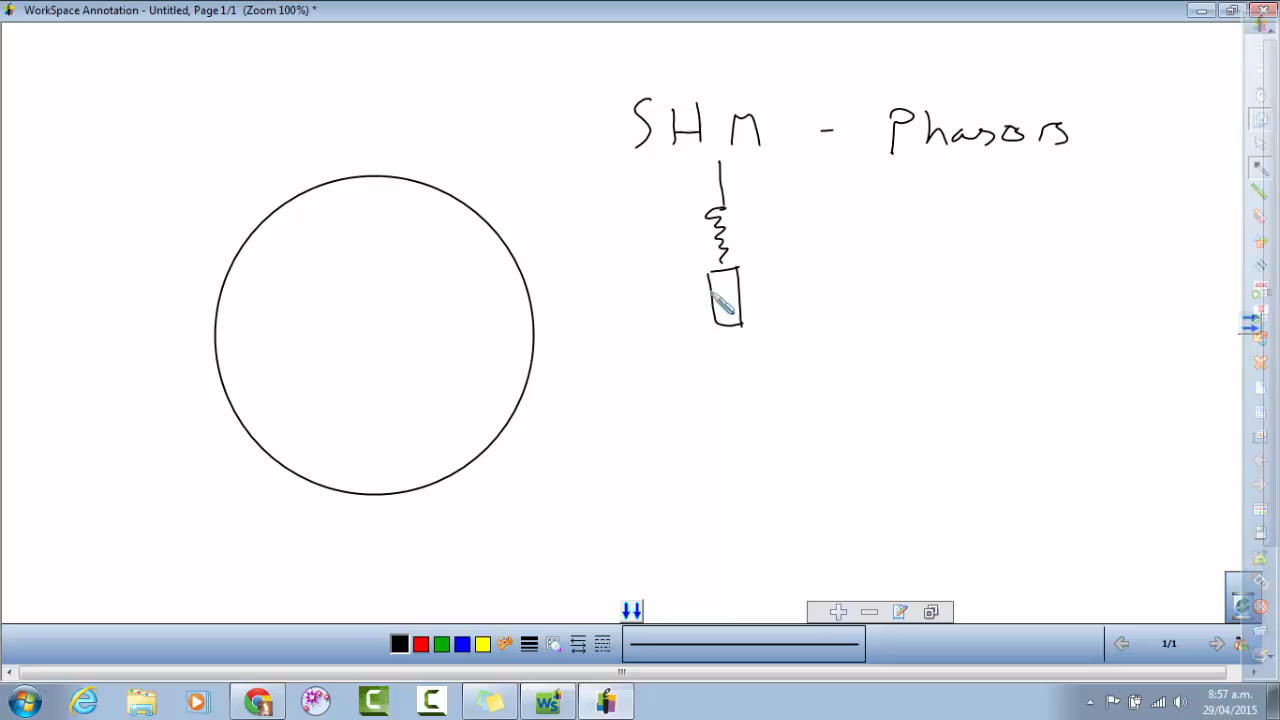 WorkSpace Annotation - Untitled, Page 1/1 (Zoom 100%) *
SHM - Phasors
1/1
8:57 a.m.
29/04/2015